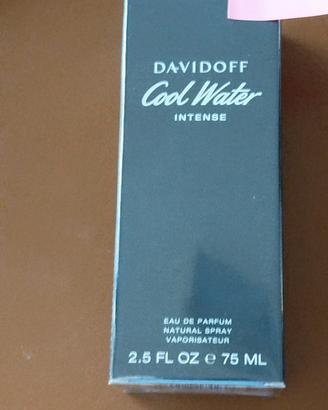 DAVIDOFF
Cool Water
INTENSE
EAU DE PARFUM
NATURAL SPRAY
VAPORISATEUR
2.5 FL OZ ℮ 75 ML